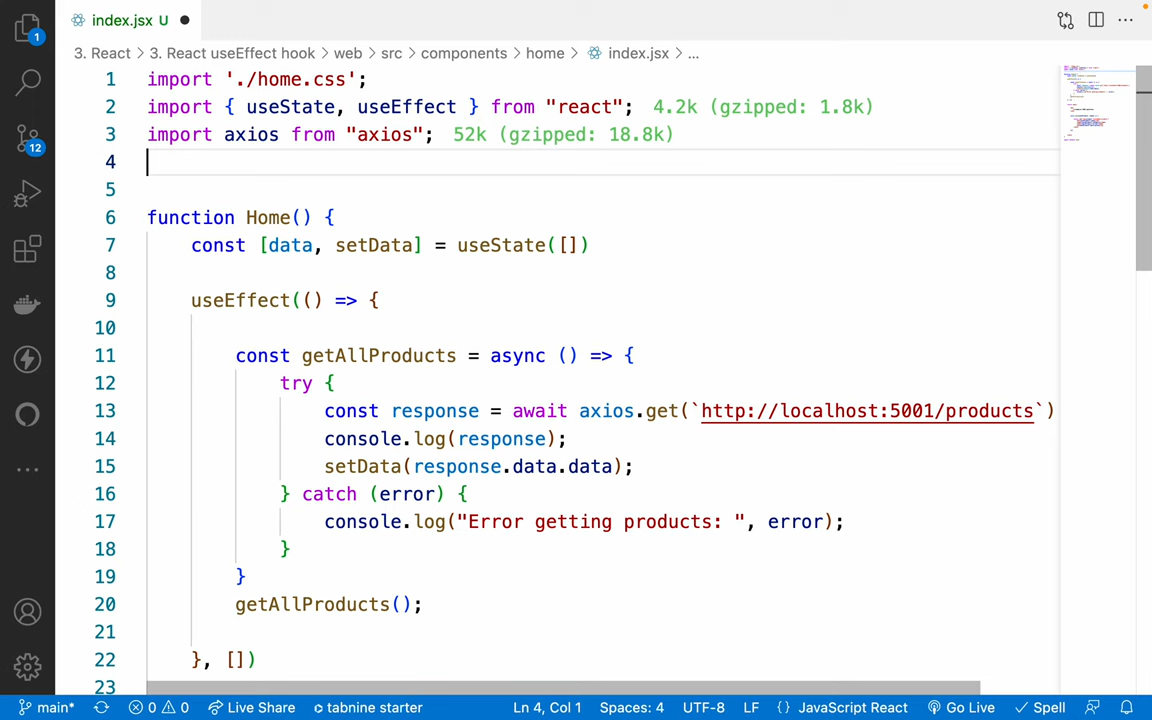 index.jsx U
3. React > 3. React useEffect hook > web > src > components > home > index.jsx > ...
1
12
1 import './home.css';
2 import { useState, useEffect } from "react"; 4.2k (gzipped: 1.8k)
3 import axios from "axios"; 52k (gzipped: 18.8k)
4
5
6 function Home() {
7 const [data, setData] = useState([])
8
9 useEffect(() => {
10
11 const getAllProducts = async () => {
12 try {
13 const response = await axios.get(`http://localhost:5001/products`)
14 console.log(response);
15 setData(response.data.data);
16 } catch (error) {
17 console.log("Error getting products: ", error);
18 }
19 }
20 getAllProducts();
21
22 }, [])
23
main* 0 0 Live Share tabnine starter Ln 4, Col 1 Spaces: 4 UTF-8 LF {} JavaScript React Go Live Spell